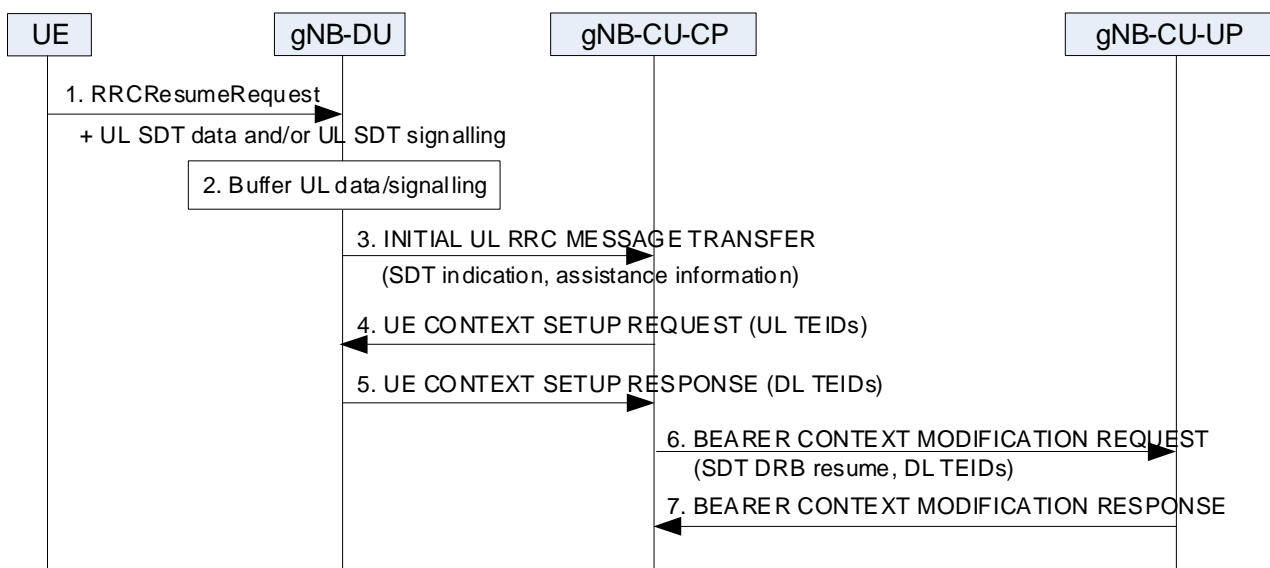 UE
gNB-DU
gNB-CU-CP
gNB-CU-UP
1. RRCResumeRequest
+ UL SDT data and/or UL SDT signalling
2. Buffer UL data/signalling
3. INITIAL UL RRC MESSAGE TRANSFER
(SDT indication, assistance information)
4. UE CONTEXT SETUP REQUEST (UL TEIDs)
5. UE CONTEXT SETUP RESPONSE (DL TEIDs)
6. BEARER CONTEXT MODIFICATION REQUEST
(SDT DRB resume, DL TEIDs)
7. BEARER CONTEXT MODIFICATION RESPONSE